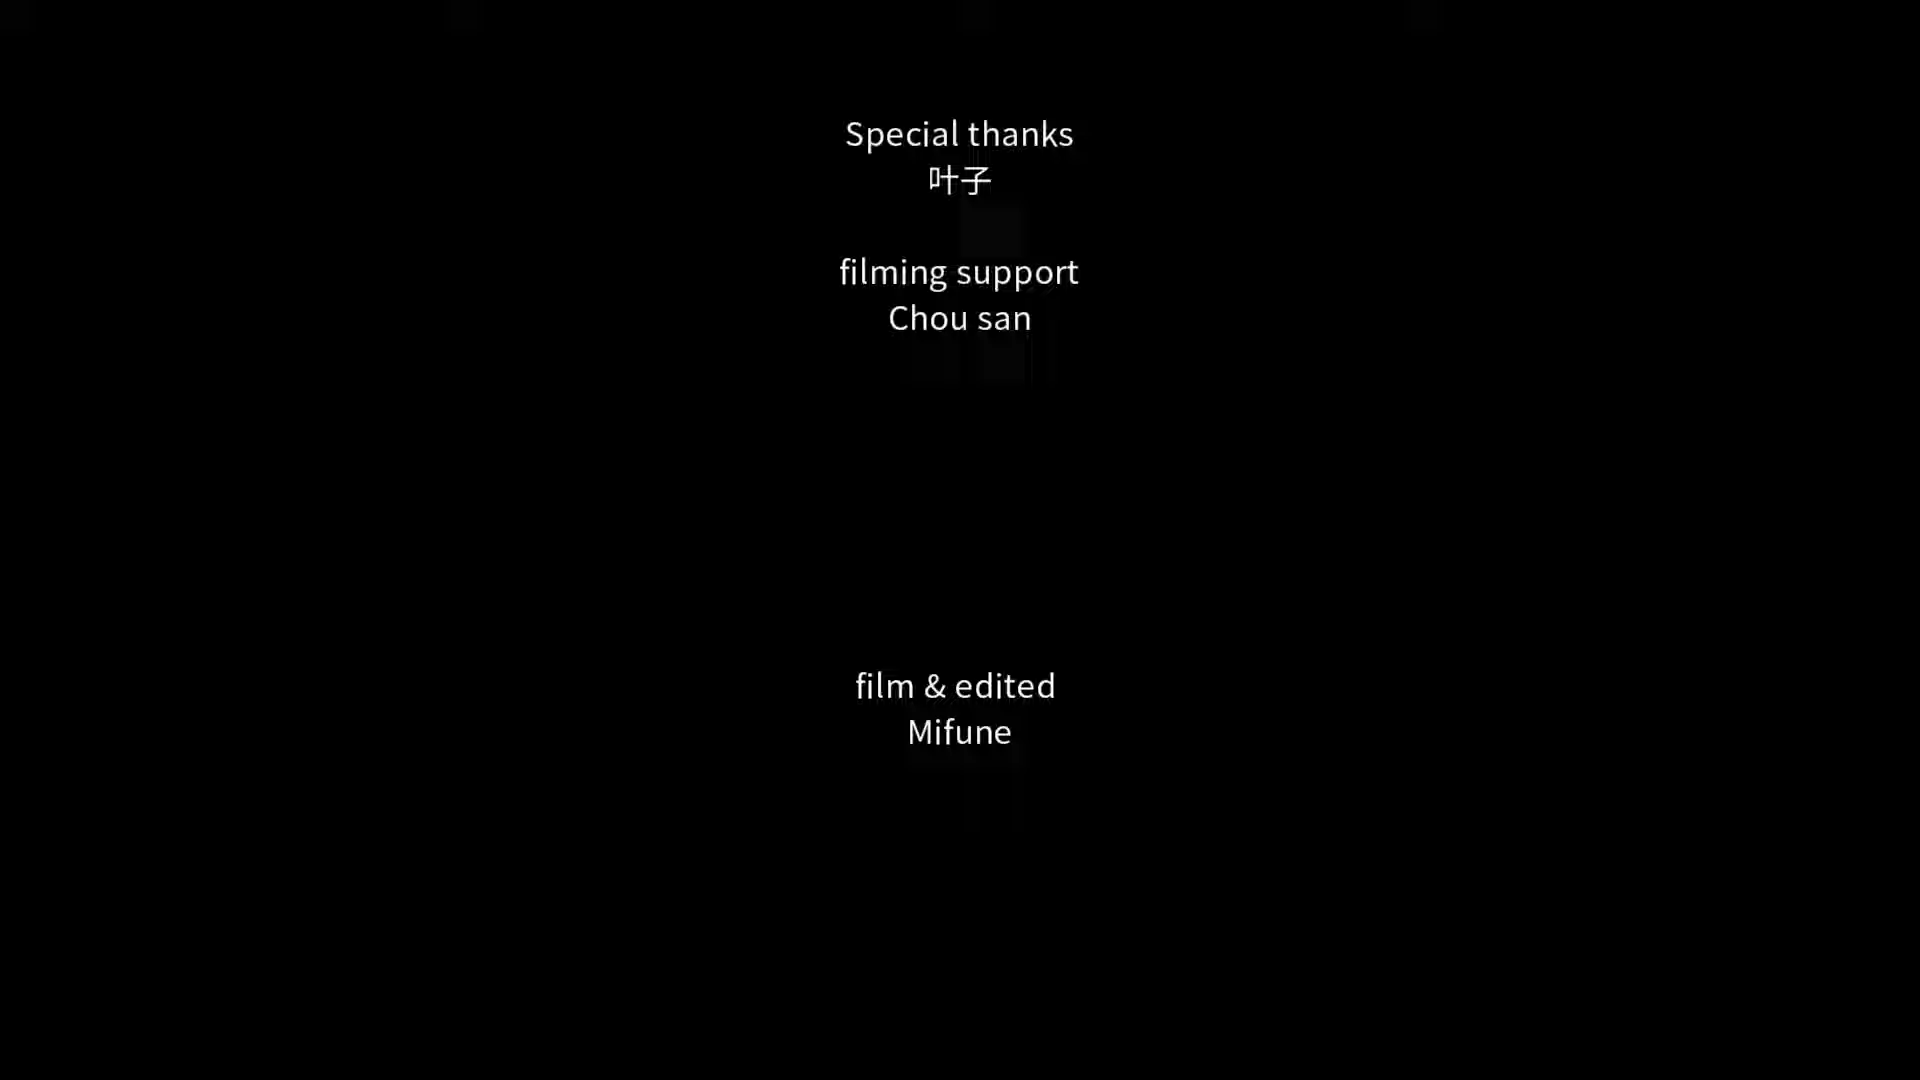 Special thanks
叶子
filming support
Chou san
film & edited
Mifune